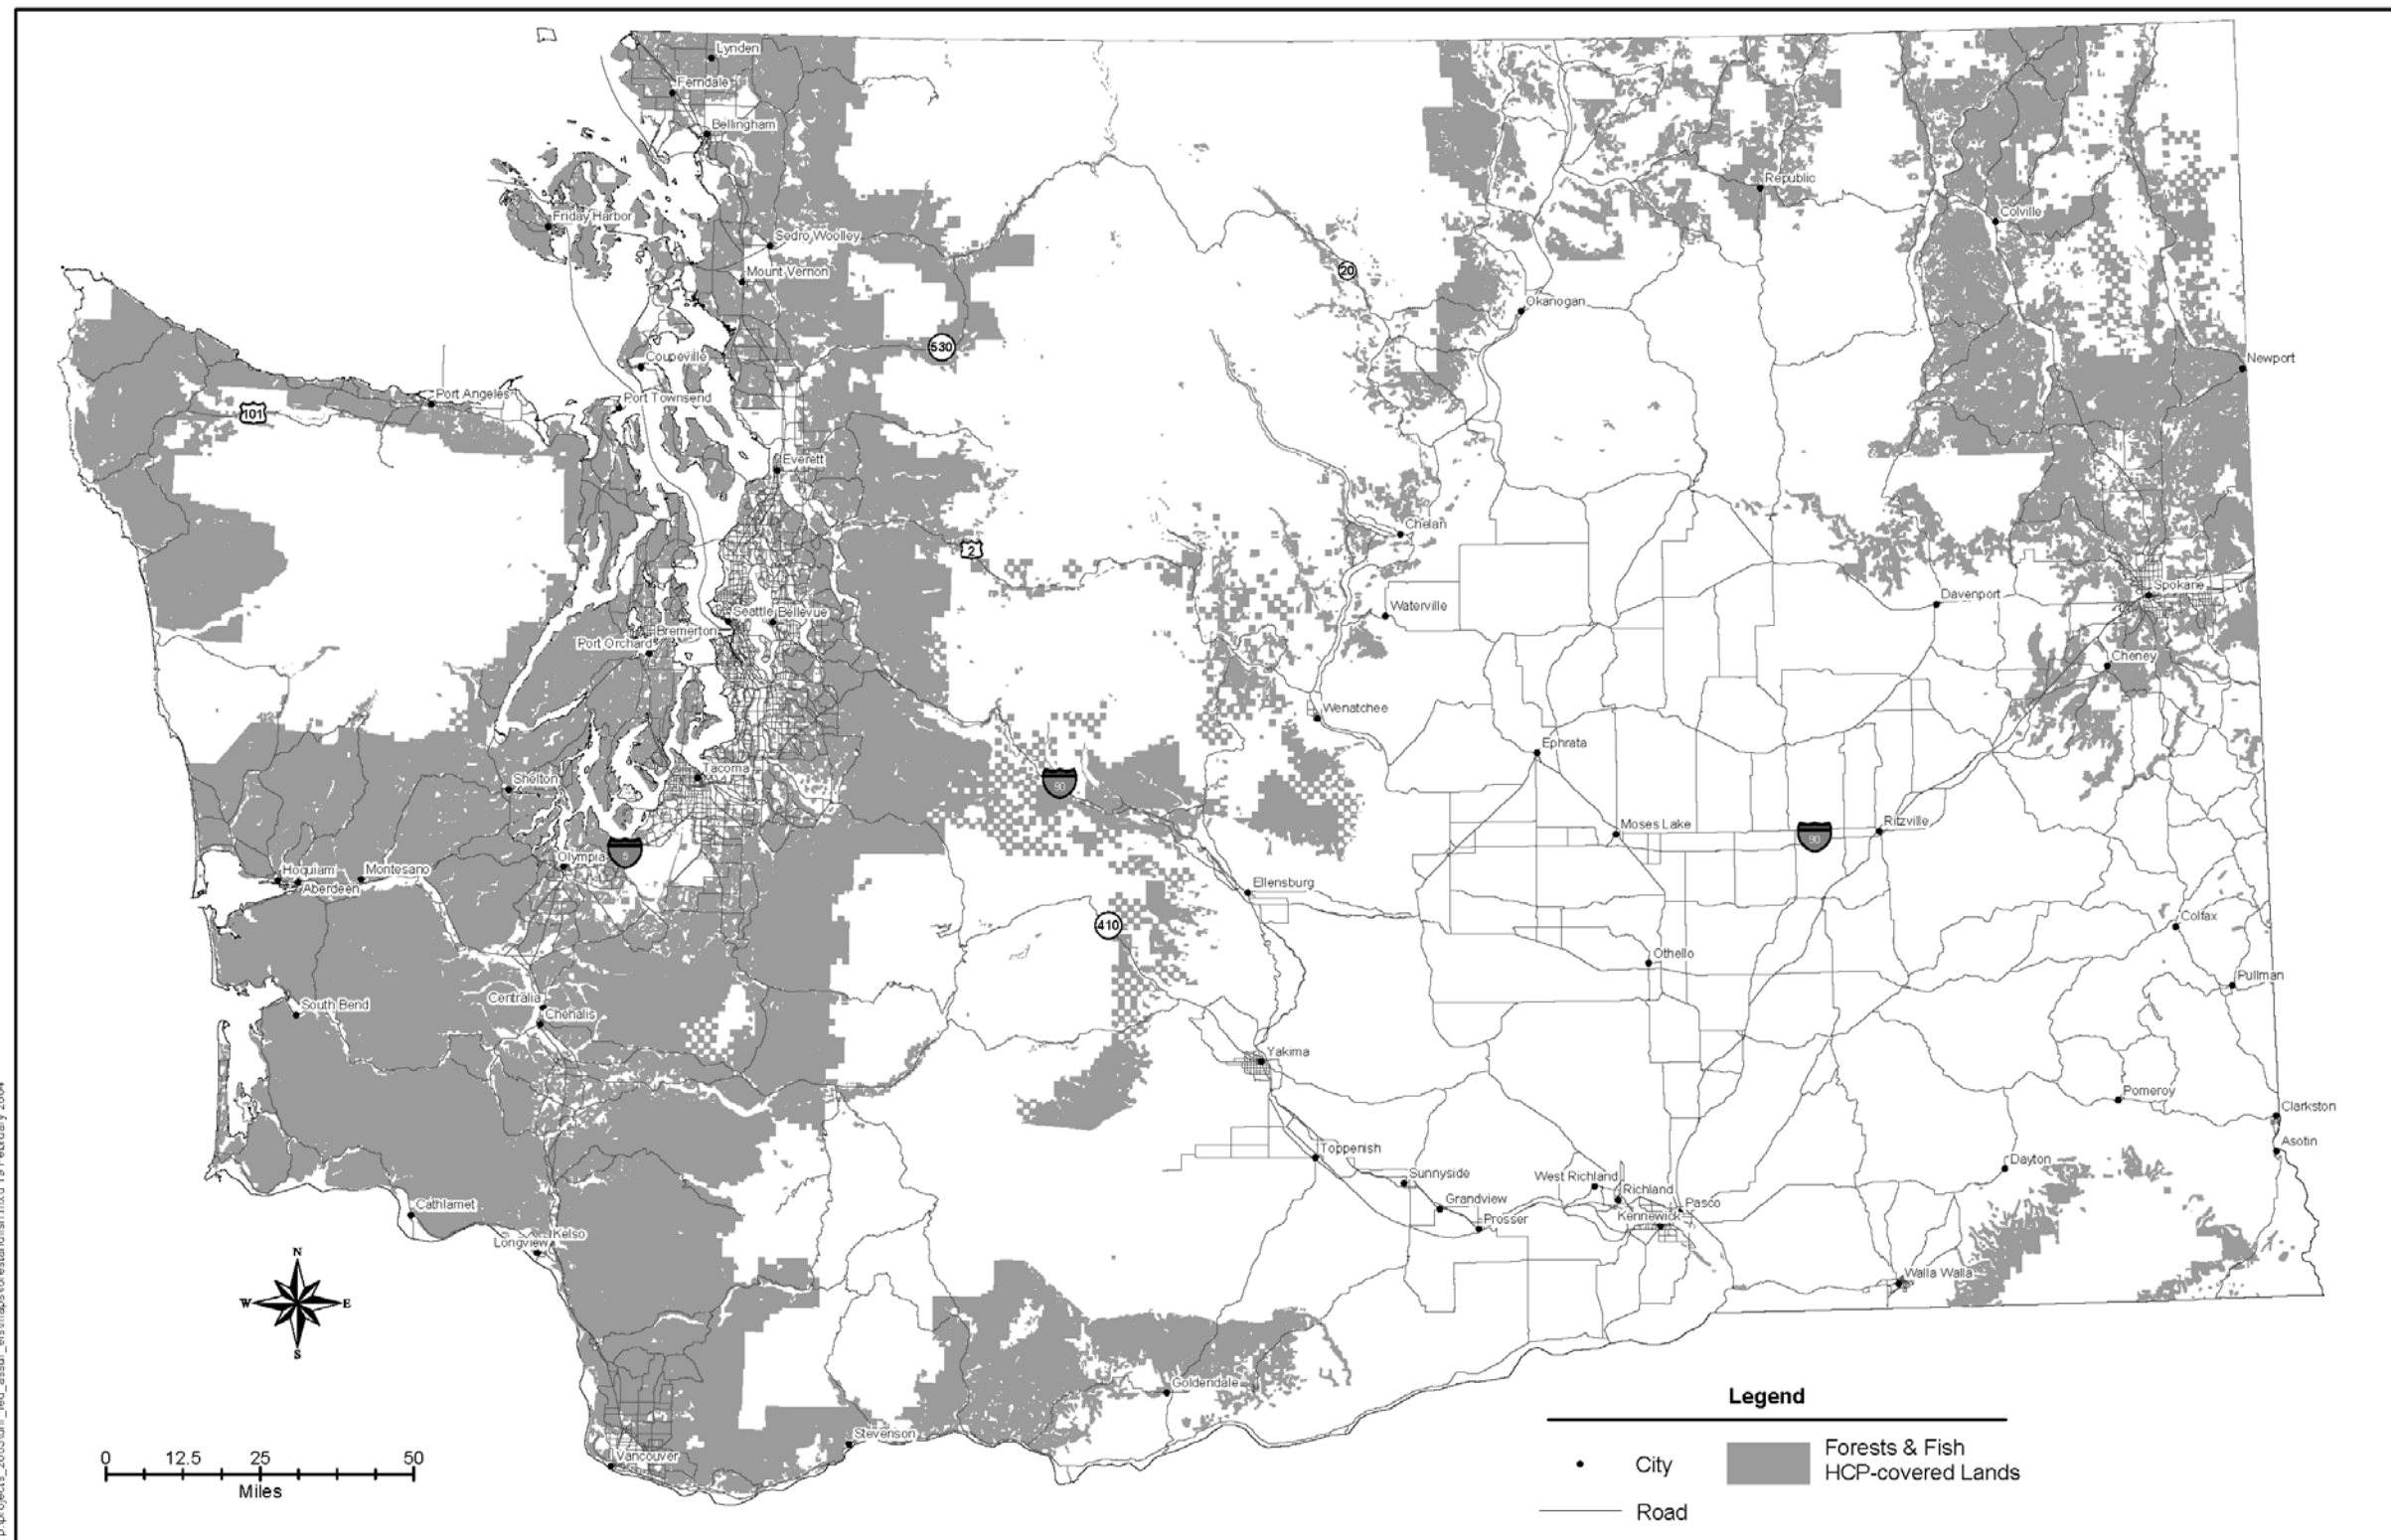 Lynden
Ferndale
Bellingham
Republic
Friday Harbor
Colville
Sedro Woolley
Mount Vernon
20
Okanogan
530
Coupeville
Newport
Port Angeles
Port Townsend
101
Everett
Chelan
2
Spokane
Davenport
Waterville
Seattle
Bellevue
Bremerton
Port Orchard
Cheney
Wenatchee
Ephrata
Tacoma
Shelton
90
Moses Lake
Ritzville
90
5
Olympia
Hoquiam
Montesano
Aberdeen
Ellensburg
410
Colfax
Othello
Pullman
Centralia
South Bend
Chehalis
Yakima
Pomeroy
Clarkston
Asotin
Toppenish
Dayton
Sunnyside
West Richland
Richland
Grandview
Pasco
Prosser
Kennewick
Cathlamet
Kelso
Longview
N
W
E
S
Walla Walla
Goldendale
Stevenson
Vancouver
0
12.5
25
50
Miles
Legend
City
Road
Forests & Fish
HCP-covered Lands